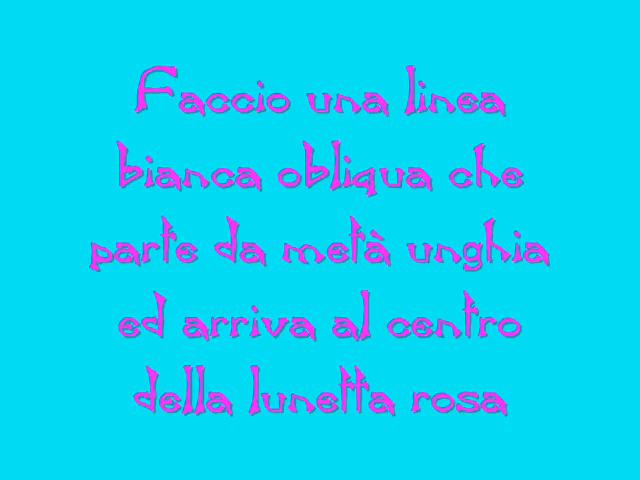 Faccio una linea
bianca obliqua che
parte da metà unghia
ed arriva al centro
della lunetta rosa